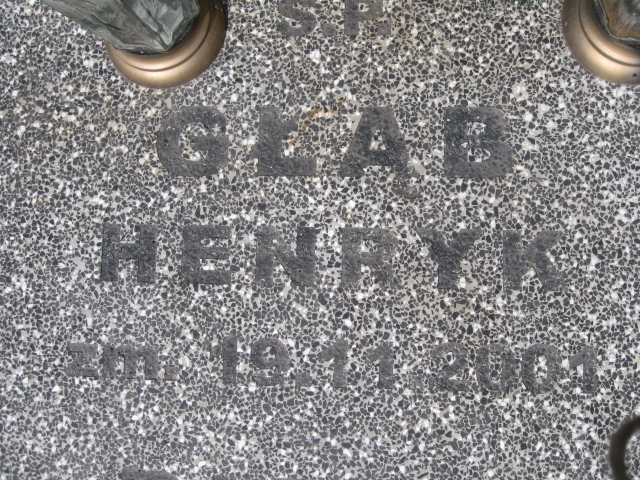 S.P.
GŁĄB
HENRYK
zm. 19.11.2001